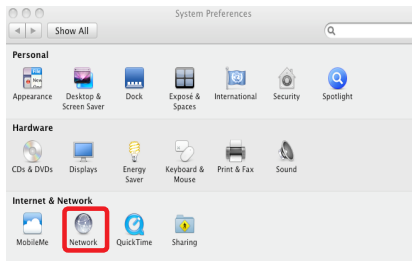 System Preferences
Show All
Personal
Appearance
Desktop &
Screen Saver
Dock
Exposé &
Spaces
International
Security
Spotlight
Hardware
CDs & DVDs
Displays
Energy
Saver
Keyboard &
Mouse
Print & Fax
Sound
Internet & Network
MobileMe
Network
QuickTime
Sharing